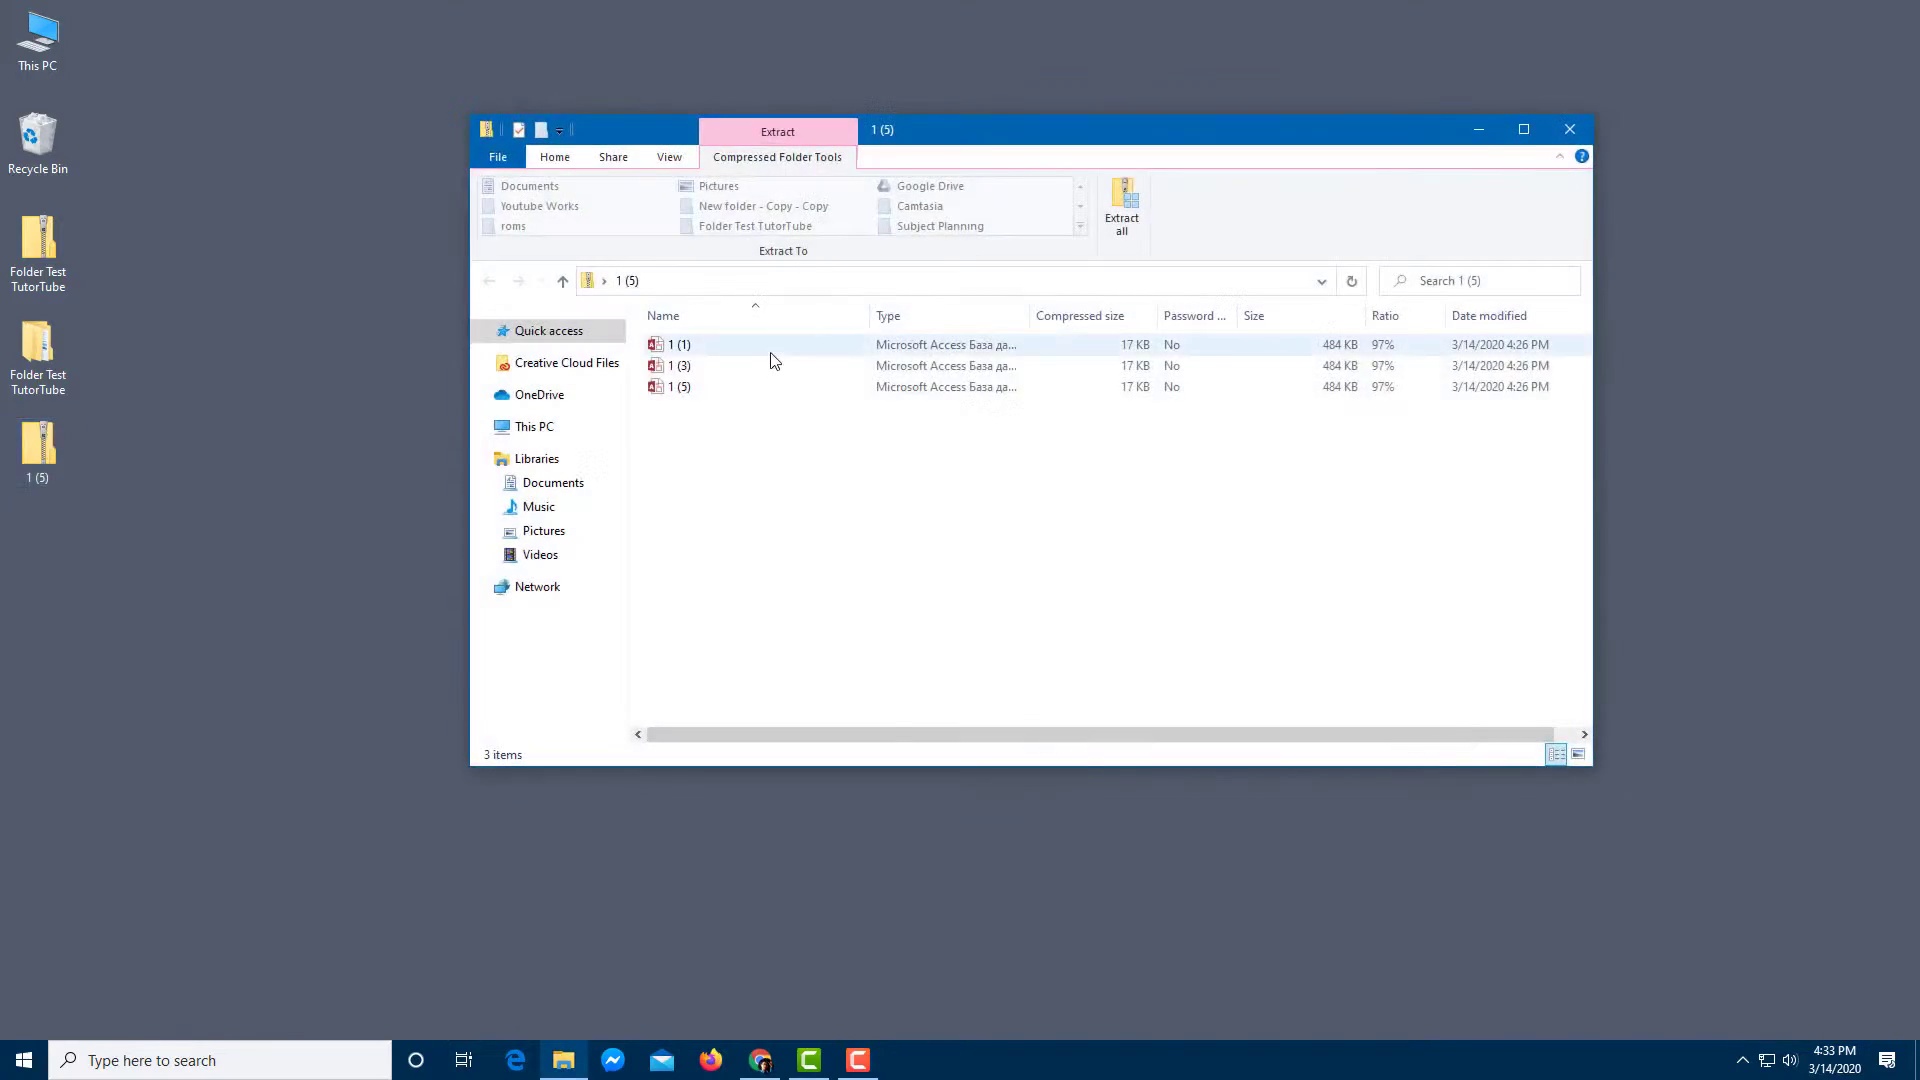 This PC
Recycle Bin
Folder Test
TutorTube
Folder Test
TutorTube
1 (5)
Extract
1 (5)
File Home Share View Compressed Folder Tools
Documents Pictures Google Drive
Youtube Works New folder - Copy - Copy Camtasia
roms Folder Test TutorTube Subject Planning
Extract
all
Extract To
1 (5)
Search 1 (5)
Quick access
Creative Cloud Files
OneDrive
This PC
Libraries
Documents
Music
Pictures
Videos
Network
Name Type Compressed size Password ... Size Ratio Date modified
1 (1) Microsoft Access База да... 17 KB No 484 KB 97% 3/14/2020 4:26 PM
1 (3) Microsoft Access База да... 17 KB No 484 KB 97% 3/14/2020 4:26 PM
1 (5) Microsoft Access База да... 17 KB No 484 KB 97% 3/14/2020 4:26 PM
3 items
Type here to search
4:33 PM
3/14/2020